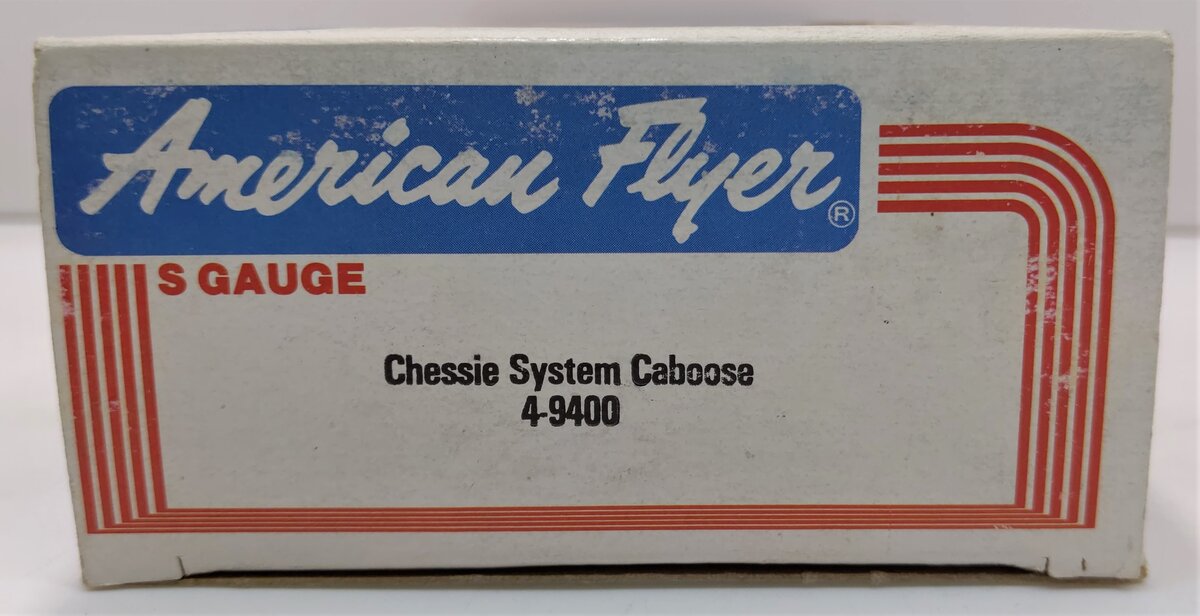 American Flyer®
S GAUGE
Chessie System Caboose
4-9400